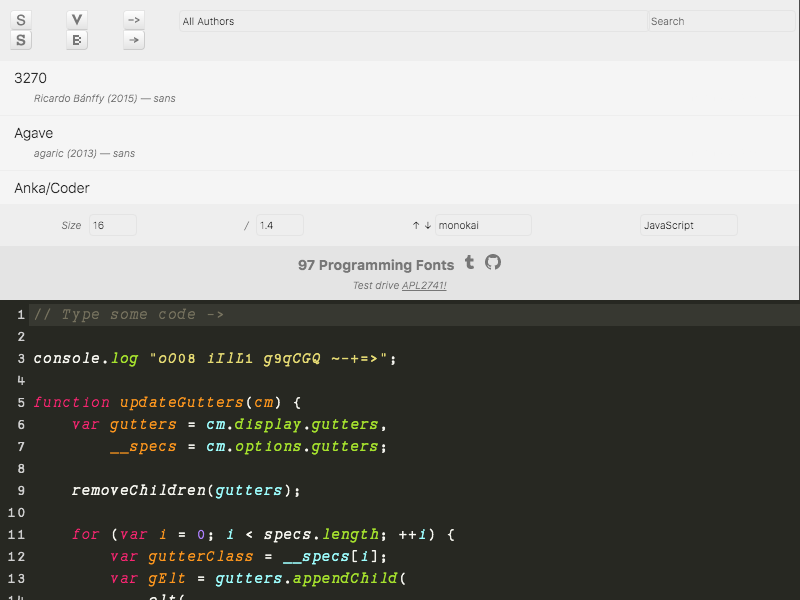 S V -> All Authors Search
S B →
3270
Ricardo Bánffy (2015) — sans
Agave
agaric (2013) — sans
Anka/Coder
Size 16 / 1.4 ↑ ↓ monokai JavaScript
97 Programming Fonts t
Test drive APL2741!
1 // Type some code ->
2
3 console.log "oO08 iIlL1 g9qCGQ ~-+=>";
4
5 function updateGutters(cm) {
6 var gutters = cm.display.gutters,
7 __specs = cm.options.gutters;
8
9 removeChildren(gutters);
10
11 for (var i = 0; i < specs.length; ++i) {
12 var gutterClass = __specs[i];
13 var gElt = gutters.appendChild(
14 elt(